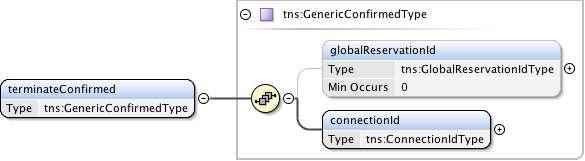 tns:GenericConfirmedType
globalReservationId
Type tns:GlobalReservationIdType
Min Occurs 0
terminateConfirmed
Type tns:GenericConfirmedType
connectionId
Type tns:ConnectionIdType